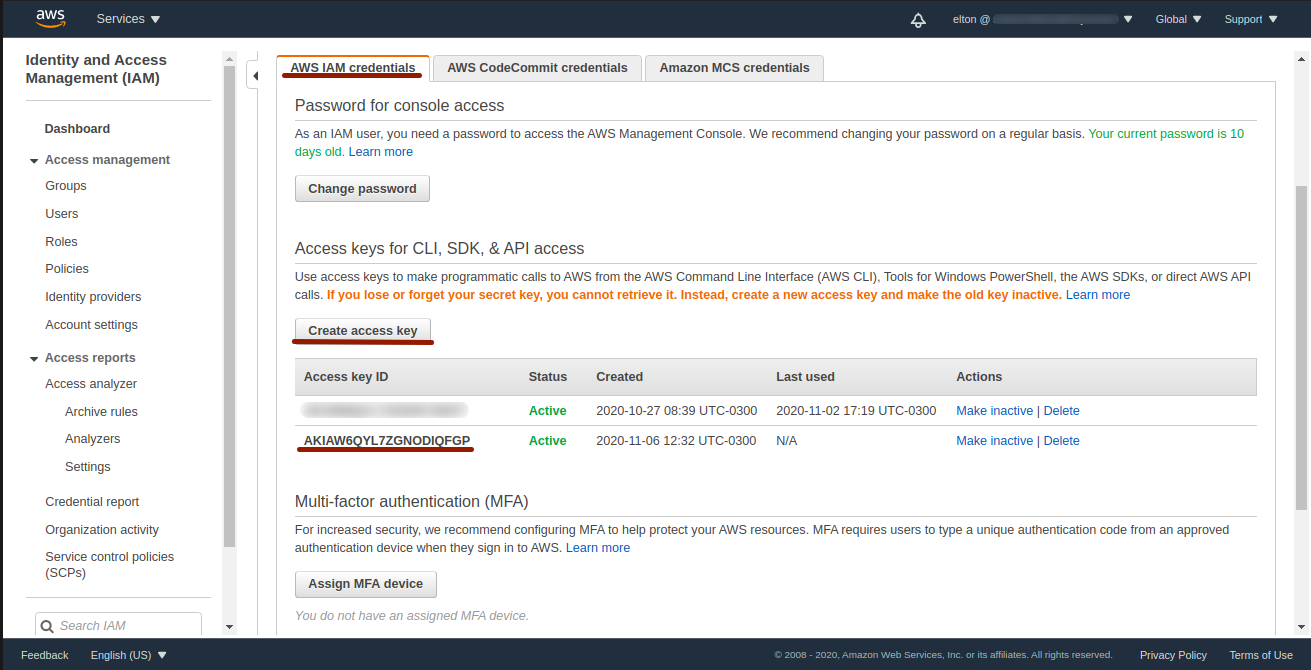 aws Services elton @ Global Support
Identity and Access
Management (IAM)
Dashboard
Access management
Groups
Users
Roles
Policies
Identity providers
Account settings
Access reports
Access analyzer
Archive rules
Analyzers
Settings
Credential report
Organization activity
Service control policies
(SCPs)
Search IAM
AWS IAM credentials AWS CodeCommit credentials Amazon MCS credentials
Password for console access
As an IAM user, you need a password to access the AWS Management Console. We recommend changing your password on a regular basis. Your current password is 10
days old. Learn more
Change password
Access keys for CLI, SDK, & API access
Use access keys to make programmatic calls to AWS from the AWS Command Line Interface (AWS CLI), Tools for Windows PowerShell, the AWS SDKs, or direct AWS API
calls. If you lose or forget your secret key, you cannot retrieve it. Instead, create a new access key and make the old key inactive. Learn more
Create access key
Access key ID Status Created Last used Actions
Active 2020-10-27 08:39 UTC-0300 2020-11-02 17:19 UTC-0300 Make inactive | Delete
AKIAW6QYL7ZGNODIQFGP Active 2020-11-06 12:32 UTC-0300 N/A Make inactive | Delete
Multi-factor authentication (MFA)
For increased security, we recommend configuring MFA to help protect your AWS resources. MFA requires users to type a unique authentication code from an approved
authentication device when they sign in to AWS. Learn more
Assign MFA device
You do not have an assigned MFA device.
Feedback English (US) © 2008 - 2020, Amazon Web Services, Inc. or its affiliates. All rights reserved. Privacy Policy Terms of Use